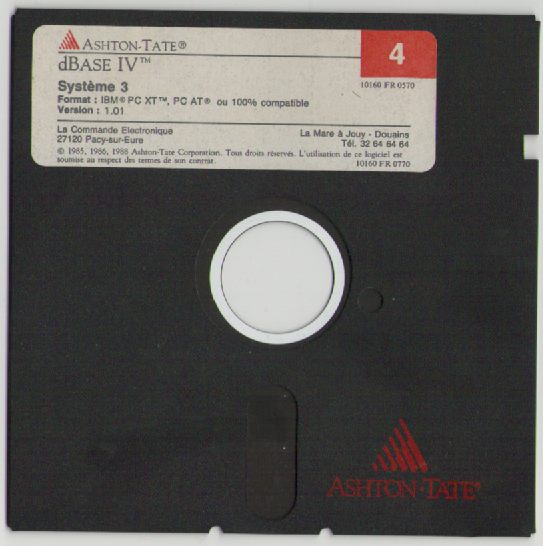 ASHTON·TATE®
4
dBASE IV™
Système 3
10160 FR 0570
Format : IBM® PC XT™, PC AT® ou 100% compatible
Version : 1.01
La Commande Electronique
La Mare à Jouy - Douains
27120 Pacy-sur-Eure
Tél. 32 64 64 64
© 1985, 1986, 1988 Ashton-Tate Corporation. Tous droits réservés. L'utilisation de ce logiciel est
soumise au respect des termes de son contrat.
10160 FR 0770
ASHTON·TATE®